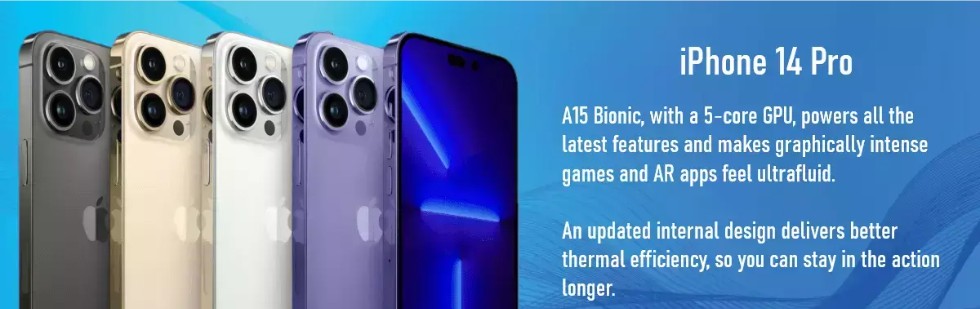 iPhone 14 Pro
A15 Bionic, with a 5-core GPU, powers all the
latest features and makes graphically intense
games and AR apps feel ultrafluid.
An updated internal design delivers better
thermal efficiency, so you can stay in the action
longer.